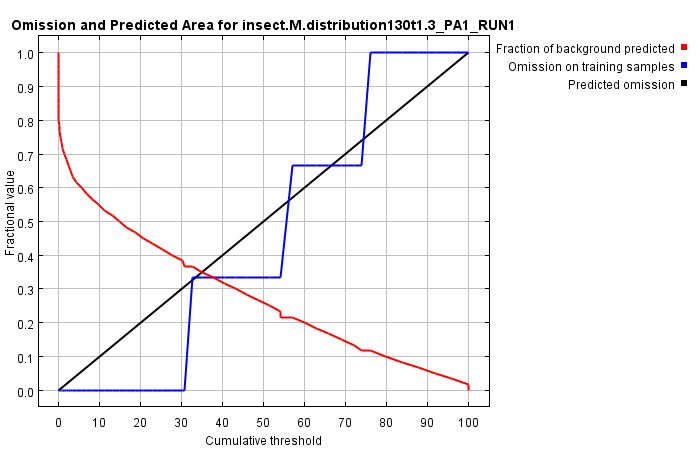 Omission and Predicted Area for insect.M.distribution130t1.3_PA1_RUN1
Fraction of background predicted
Omission on training samples
Predicted omission
Fractional value
1.0
0.9
0.8
0.7
0.6
0.5
0.4
0.3
0.2
0.1
0.0
0 10 20 30 40 50 60 70 80 90 100
Cumulative threshold